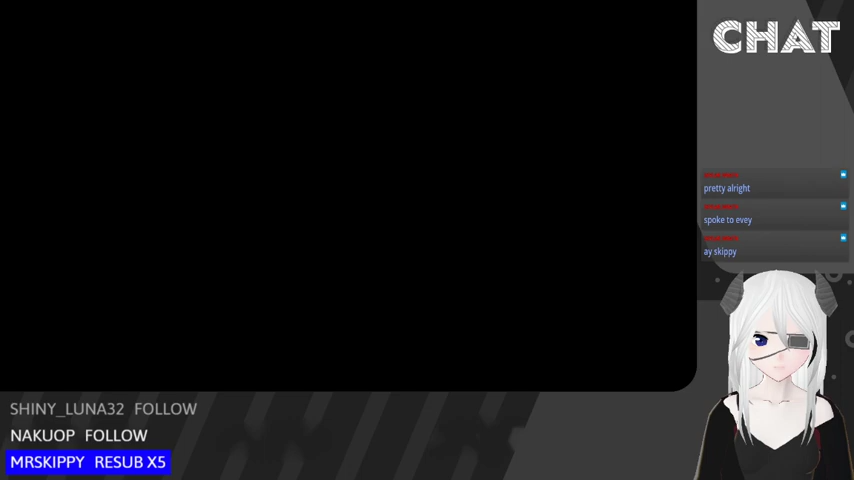 CHAT
pretty alright
spoke to evey
ay skippy
SHINY_LUNA32 FOLLOW
NAKUOP FOLLOW
MRSKIPPY RESUB X5